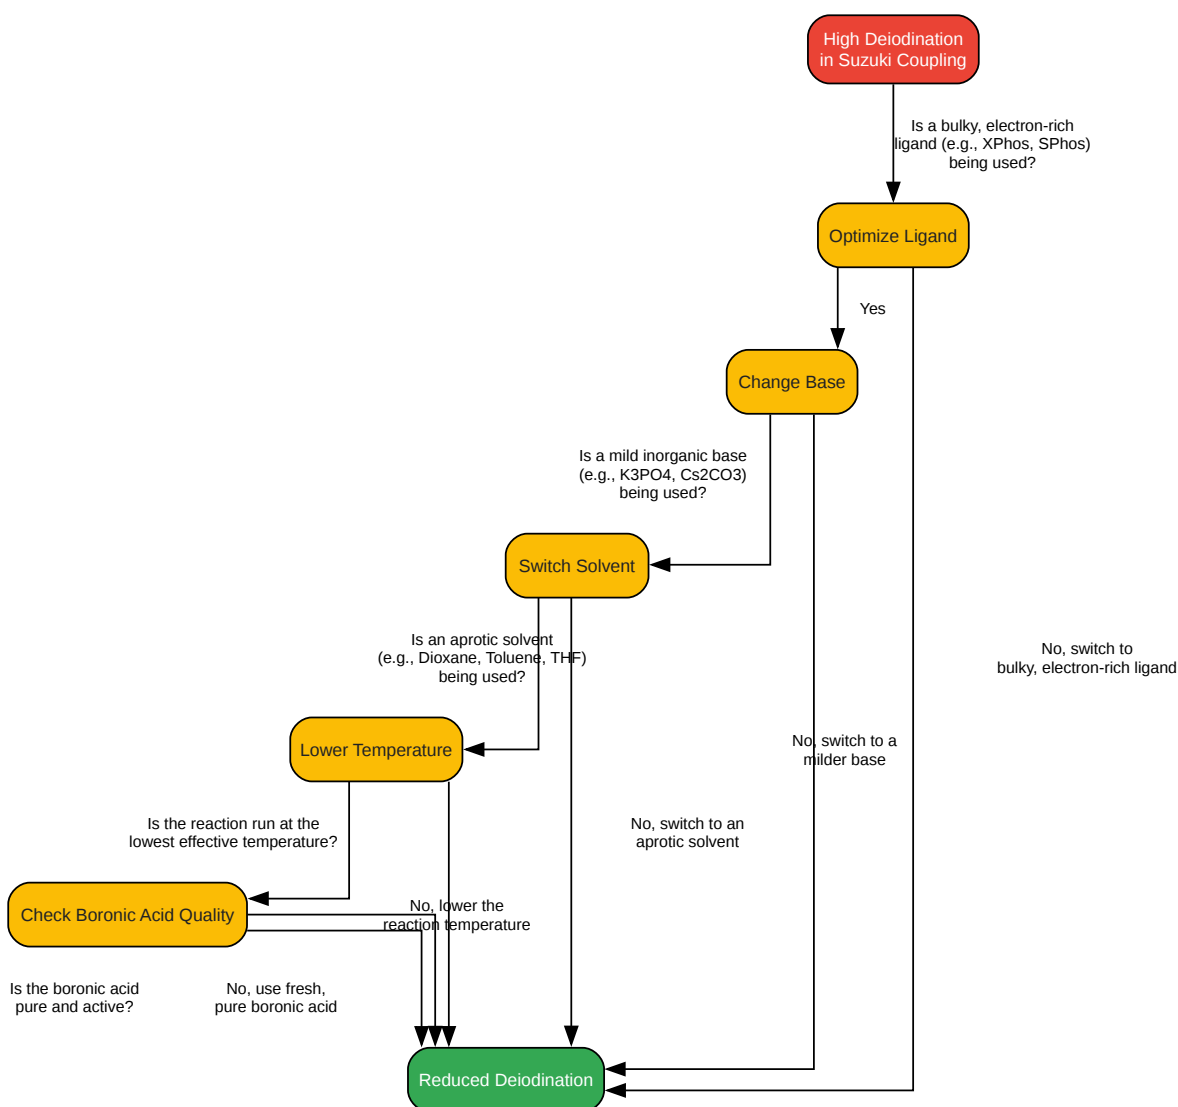 High Deiodination
in Suzuki Coupling
Is a bulky, electron-rich
ligand (e.g., XPhos, SPhos)
being used?
Optimize Ligand
Yes
Change Base
Is a mild inorganic base
(e.g., K3PO4, Cs2CO3)
being used?
Switch Solvent
Is an aprotic solvent
(e.g., Dioxane, Toluene, THF)
being used?
No, switch to
bulky, electron-rich ligand
Lower Temperature
No, switch to a
milder base
Is the reaction run at the
lowest effective temperature?
No, switch to an
aprotic solvent
Check Boronic Acid Quality
No, lower the
reaction temperature
Is the boronic acid
pure and active?
No, use fresh,
pure boronic acid
Reduced Deiodination